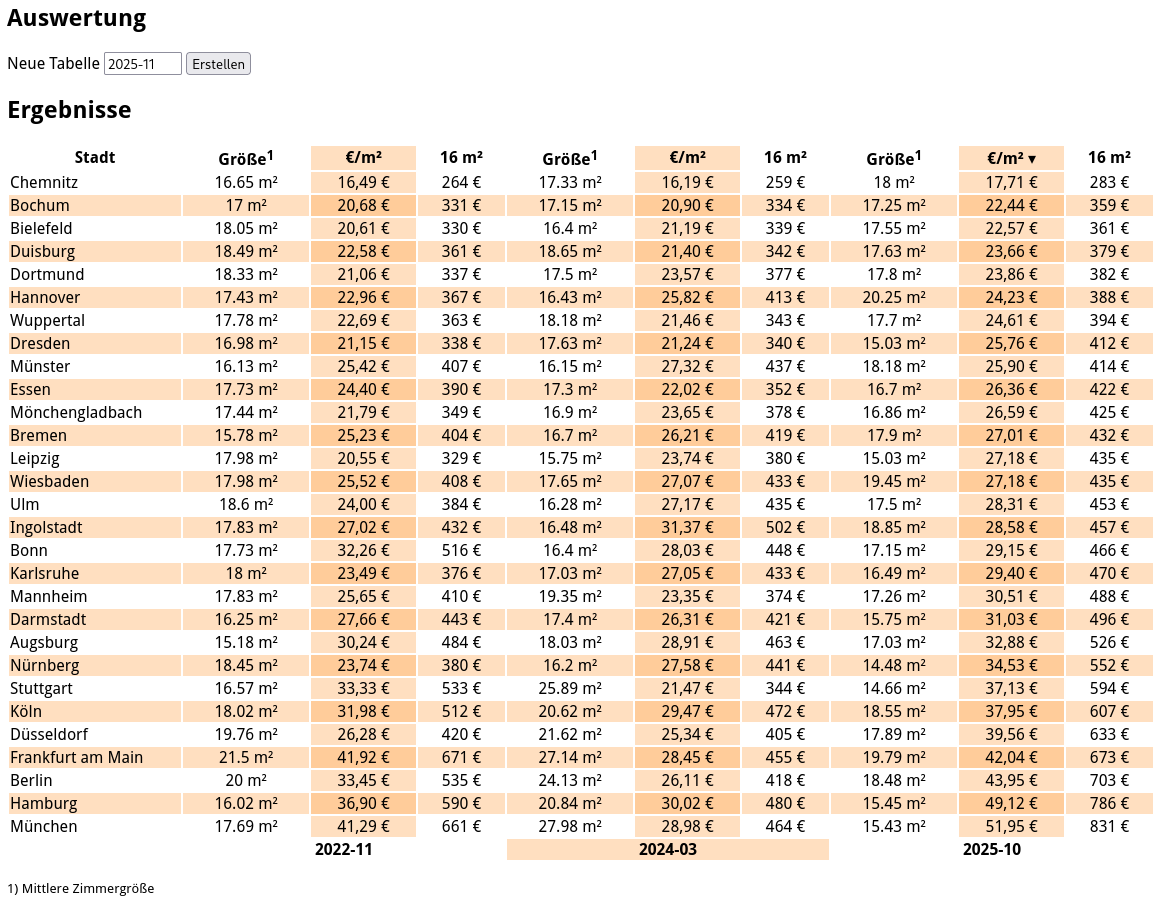 Auswertung
Neue Tabelle 2025-11 Erstellen
Ergebnisse
Stadt Größe1 €/m² 16 m² Größe1 €/m² 16 m² Größe1 €/m² ▾ 16 m²
Chemnitz 16.65 m² 16,49 € 264 € 17.33 m² 16,19 € 259 € 18 m² 17,71 € 283 €
Bochum 17 m² 20,68 € 331 € 17.15 m² 20,90 € 334 € 17.25 m² 22,44 € 359 €
Bielefeld 18.05 m² 20,61 € 330 € 16.4 m² 21,19 € 339 € 17.55 m² 22,57 € 361 €
Duisburg 18.49 m² 22,58 € 361 € 18.65 m² 21,40 € 342 € 17.63 m² 23,66 € 379 €
Dortmund 18.33 m² 21,06 € 337 € 17.5 m² 23,57 € 377 € 17.8 m² 23,86 € 382 €
Hannover 17.43 m² 22,96 € 367 € 16.43 m² 25,82 € 413 € 20.25 m² 24,23 € 388 €
Wuppertal 17.78 m² 22,69 € 363 € 18.18 m² 21,46 € 343 € 17.7 m² 24,61 € 394 €
Dresden 16.98 m² 21,15 € 338 € 17.63 m² 21,24 € 340 € 15.03 m² 25,76 € 412 €
Münster 16.13 m² 25,42 € 407 € 16.15 m² 27,32 € 437 € 18.18 m² 25,90 € 414 €
Essen 17.73 m² 24,40 € 390 € 17.3 m² 22,02 € 352 € 16.7 m² 26,36 € 422 €
Mönchengladbach 17.44 m² 21,79 € 349 € 16.9 m² 23,65 € 378 € 16.86 m² 26,59 € 425 €
Bremen 15.78 m² 25,23 € 404 € 16.7 m² 26,21 € 419 € 17.9 m² 27,01 € 432 €
Leipzig 17.98 m² 20,55 € 329 € 15.75 m² 23,74 € 380 € 15.03 m² 27,18 € 435 €
Wiesbaden 17.98 m² 25,52 € 408 € 17.65 m² 27,07 € 433 € 19.45 m² 27,18 € 435 €
Ulm 18.6 m² 24,00 € 384 € 16.28 m² 27,17 € 435 € 17.5 m² 28,31 € 453 €
Ingolstadt 17.83 m² 27,02 € 432 € 16.48 m² 31,37 € 502 € 18.85 m² 28,58 € 457 €
Bonn 17.73 m² 32,26 € 516 € 16.4 m² 28,03 € 448 € 17.15 m² 29,15 € 466 €
Karlsruhe 18 m² 23,49 € 376 € 17.03 m² 27,05 € 433 € 16.49 m² 29,40 € 470 €
Mannheim 17.83 m² 25,65 € 410 € 19.35 m² 23,35 € 374 € 17.26 m² 30,51 € 488 €
Darmstadt 16.25 m² 27,66 € 443 € 17.4 m² 26,31 € 421 € 15.75 m² 31,03 € 496 €
Augsburg 15.18 m² 30,24 € 484 € 18.03 m² 28,91 € 463 € 17.03 m² 32,88 € 526 €
Nürnberg 18.45 m² 23,74 € 380 € 16.2 m² 27,58 € 441 € 14.48 m² 34,53 € 552 €
Stuttgart 16.57 m² 33,33 € 533 € 25.89 m² 21,47 € 344 € 14.66 m² 37,13 € 594 €
Köln 18.02 m² 31,98 € 512 € 20.62 m² 29,47 € 472 € 18.55 m² 37,95 € 607 €
Düsseldorf 19.76 m² 26,28 € 420 € 21.62 m² 25,34 € 405 € 17.89 m² 39,56 € 633 €
Frankfurt am Main 21.5 m² 41,92 € 671 € 27.14 m² 28,45 € 455 € 19.79 m² 42,04 € 673 €
Berlin 20 m² 33,45 € 535 € 24.13 m² 26,11 € 418 € 18.48 m² 43,95 € 703 €
Hamburg 16.02 m² 36,90 € 590 € 20.84 m² 30,02 € 480 € 15.45 m² 49,12 € 786 €
München 17.69 m² 41,29 € 661 € 27.98 m² 28,98 € 464 € 15.43 m² 51,95 € 831 €
2022-11 2024-03 2025-10
1) Mittlere Zimmergröße